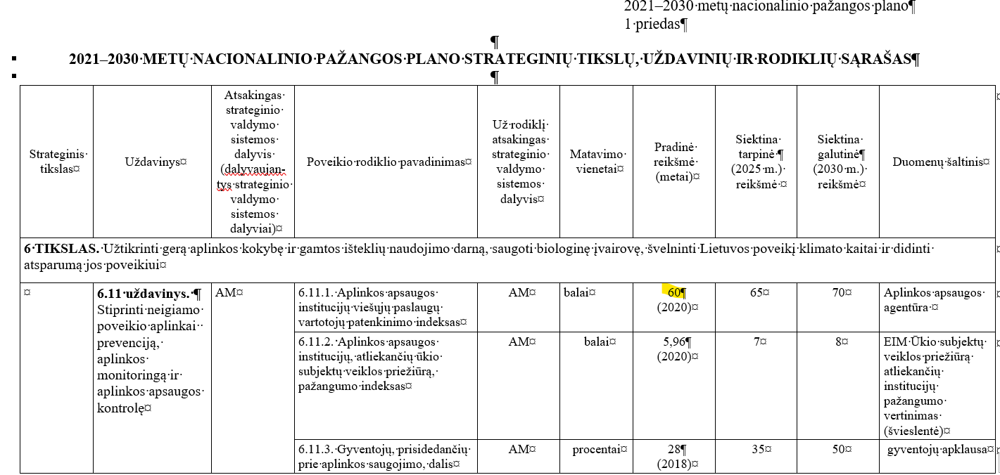 2021–2030 metų nacionalinio pažangos plano
1 priedas
2021–2030 METŲ NACIONALINIO PAŽANGOS PLANO STRATEGINIŲ TIKSLŲ, UŽDAVINIŲ IR RODIKLIŲ SĄRAŠAS
Strateginis
tikslas
Uždavinys
Atsakingas
strateginio
valdymo
sistemos
dalyvis
(dalyvaujan-
tys strateginio
valdymo
sistemos
dalyviai)
Poveikio rodiklio pavadinimas
Už rodiklį
atsakingas
strateginio
valdymo
sistemos
dalyvis
Matavimo
vienetai
Pradinė
reikšmė
(metai)
Siektina
tarpinė
(2025 m.)
reikšmė
Siektina
galutinė
(2030 m.)
reikšmė
Duomenų šaltinis
6 TIKSLAS. Užtikrinti gerą aplinkos kokybę ir gamtos išteklių naudojimo darną, saugoti biologinę įvairovę, švelninti Lietuvos poveikį klimato kaitai ir didinti
atsparumą jos poveikiui
6.11 uždavinys.
Stiprinti neigiamo
poveikio aplinkai
prevenciją,
aplinkos
monitoringą ir
aplinkos apsaugos
kontrolę
AM
6.11.1. Aplinkos apsaugos
institucijų viešųjų paslaugų
vartotojų patenkinimo indeksas
AM
balai
60
(2020)
65
70
Aplinkos apsaugos
agentūra
6.11.2. Aplinkos apsaugos
institucijų, atliekančių ūkio
subjektų veiklos priežiūrą,
pažangumo indeksas
AM
balai
5,96
(2020)
7
8
EIM Ūkio subjektų
veiklos priežiūrą
atliekančių
institucijų
pažangumo
vertinimas
(švieslentė)
6.11.3. Gyventojų, prisidedančių
prie aplinkos saugojimo, dalis
AM
procentai
28
(2018)
35
50
gyventojų apklausa